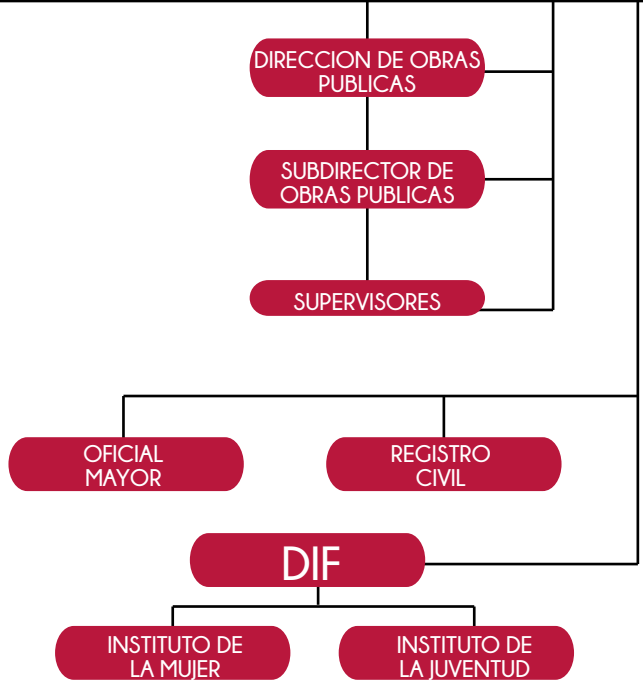 DIRECCION DE OBRAS
PUBLICAS
SUBDIRECTOR DE
OBRAS PUBLICAS
SUPERVISORES
OFICIAL
MAYOR
REGISTRO
CIVIL
DIF
INSTITUTO DE
LA MUJER
INSTITUTO DE
LA JUVENTUD